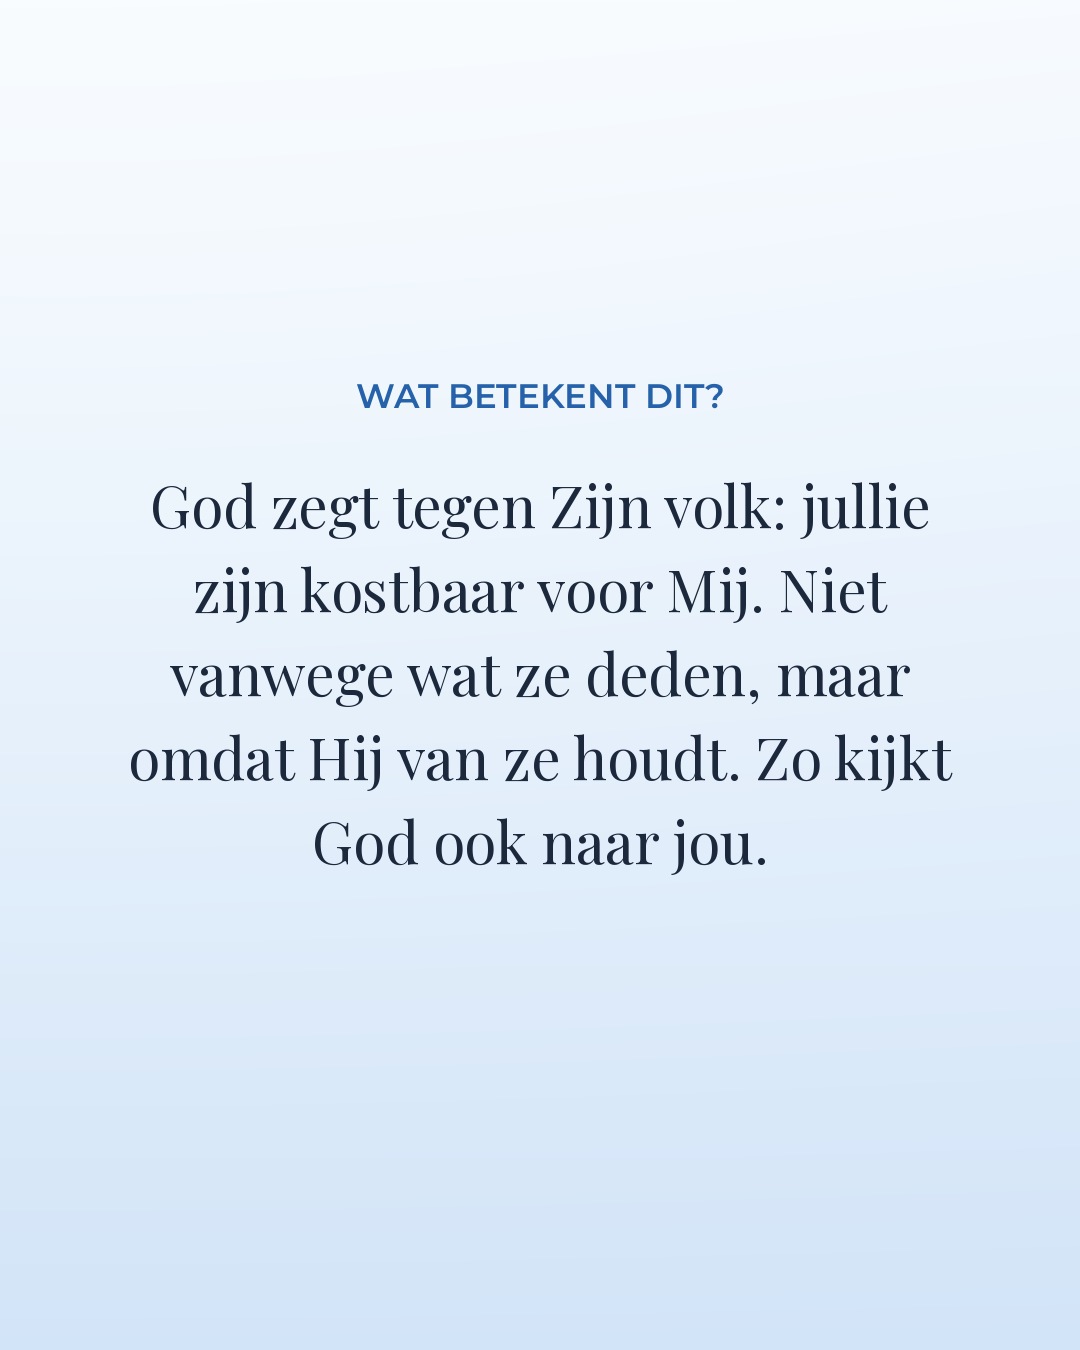 WAT BETEKENT DIT?
God zegt tegen Zijn volk: jullie
zijn kostbaar voor Mij. Niet
vanwege wat ze deden, maar
omdat Hij van ze houdt. Zo kijkt
God ook naar jou.